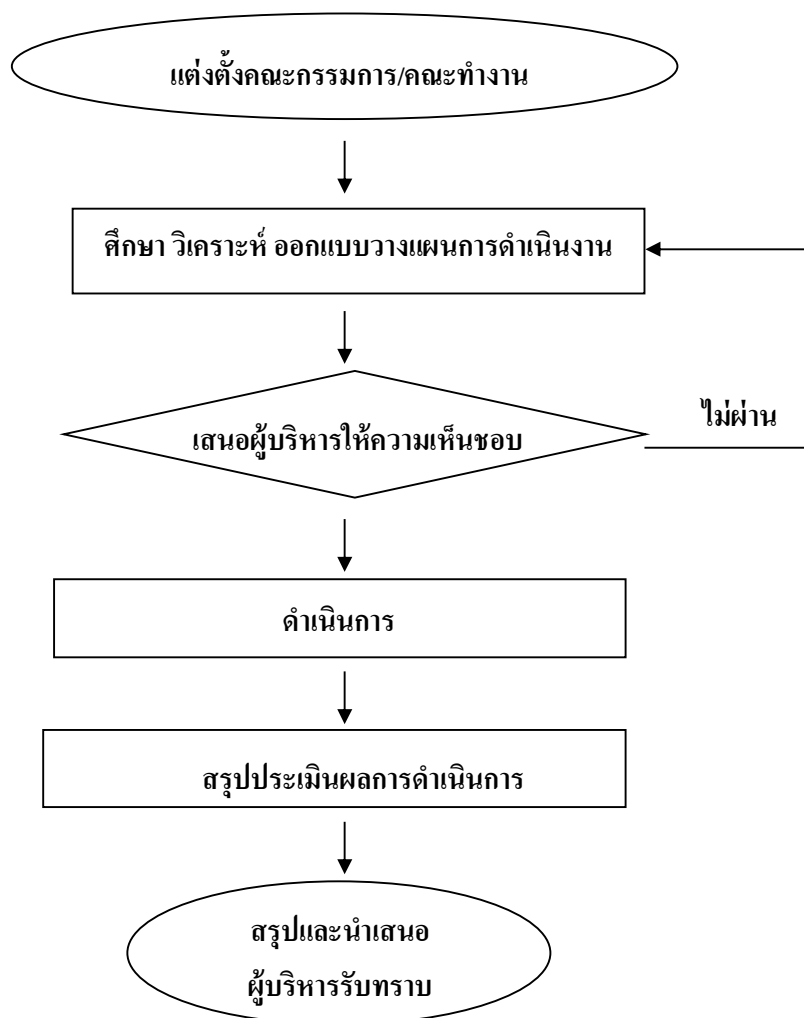 แต่งตั้งคณะกรรมการ/คณะทำงาน
ศึกษา วิเคราะห์ ออกแบบวางแผนการดำเนินงาน
เสนอผู้บริหารให้ความเห็นชอบ
ไม่ผ่าน
ดำเนินการ
สรุปประเมินผลการดำเนินการ
สรุปและนำเสนอ
ผู้บริหารรับทราบ